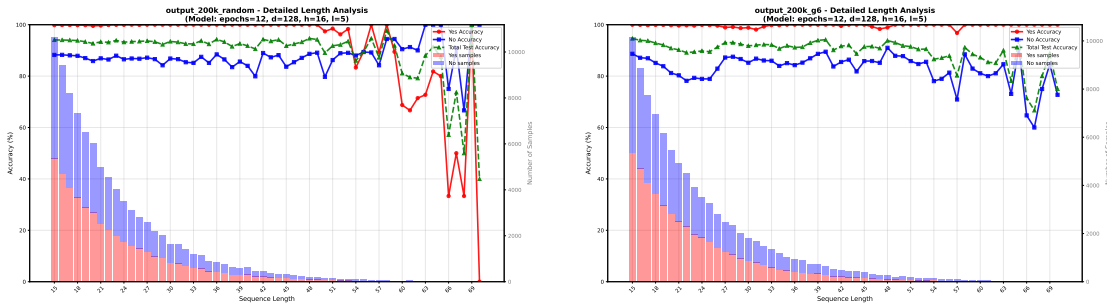 output_200k_random - Detailed Length Analysis
(Model: epochs=12, d=128, h=16, l=5)
Accuracy (%)
100
80
60
40
20
0
Yes Accuracy
No Accuracy
Total Test Accuracy
Yes samples
No samples
10000
8000
6000
4000
2000
0
Number of Samples
15 18 21 24 27 30 33 36 39 42 45 48 51 54 57 60 63 66 69
Sequence Length
output_200k_g6 - Detailed Length Analysis
(Model: epochs=12, d=128, h=16, l=5)
Accuracy (%)
100
80
60
40
20
0
Yes Accuracy
No Accuracy
Total Test Accuracy
Yes samples
No samples
10000
8000
6000
4000
2000
0
15 18 21 24 27 30 33 36 39 42 45 48 51 54 57 60 63 66 69
Sequence Length